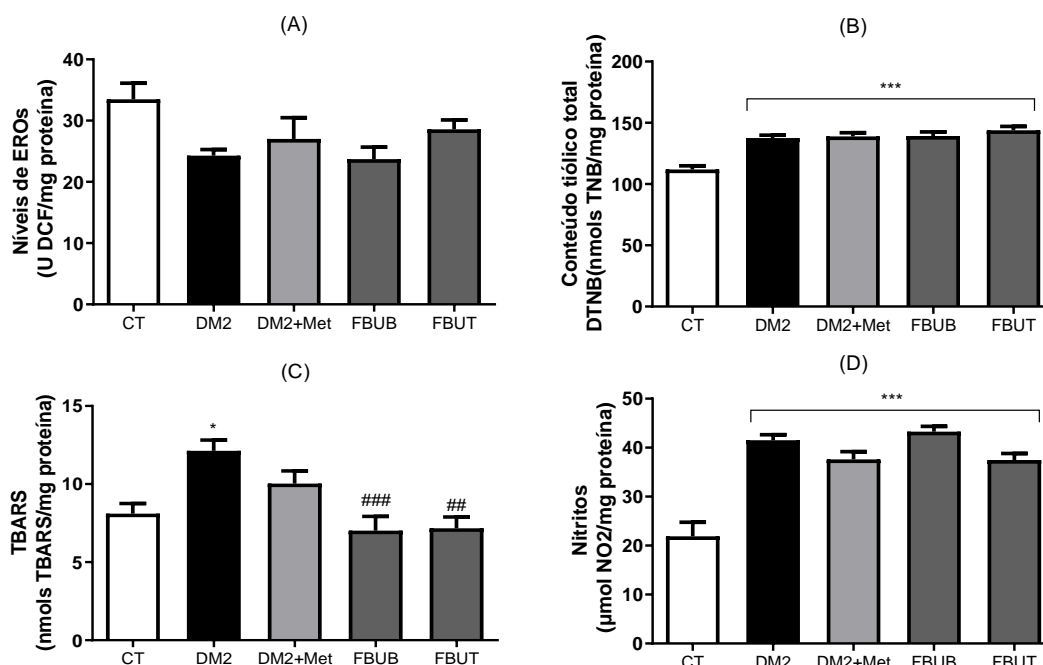 (A)
Níveis de EROs
(U DCF/mg proteína)
40
30
20
10
0
CT DM2 DM2+Met FBUB FBUT
(B)
Conteúdo tiólico total
DTNB(nmols TNB/mg proteína)
200
150
100
50
0
***
CT DM2 DM2+Met FBUB FBUT
(C)
TBARS
(nmols TBARS/mg proteína)
15
10
5
0
*
###
##
CT DM2 DM2+Met FBUB FBUT
(D)
Nitritos
(µmol NO2/mg proteína)
50
40
30
20
10
0
***
CT DM2 DM2+Met FBUB FBUT